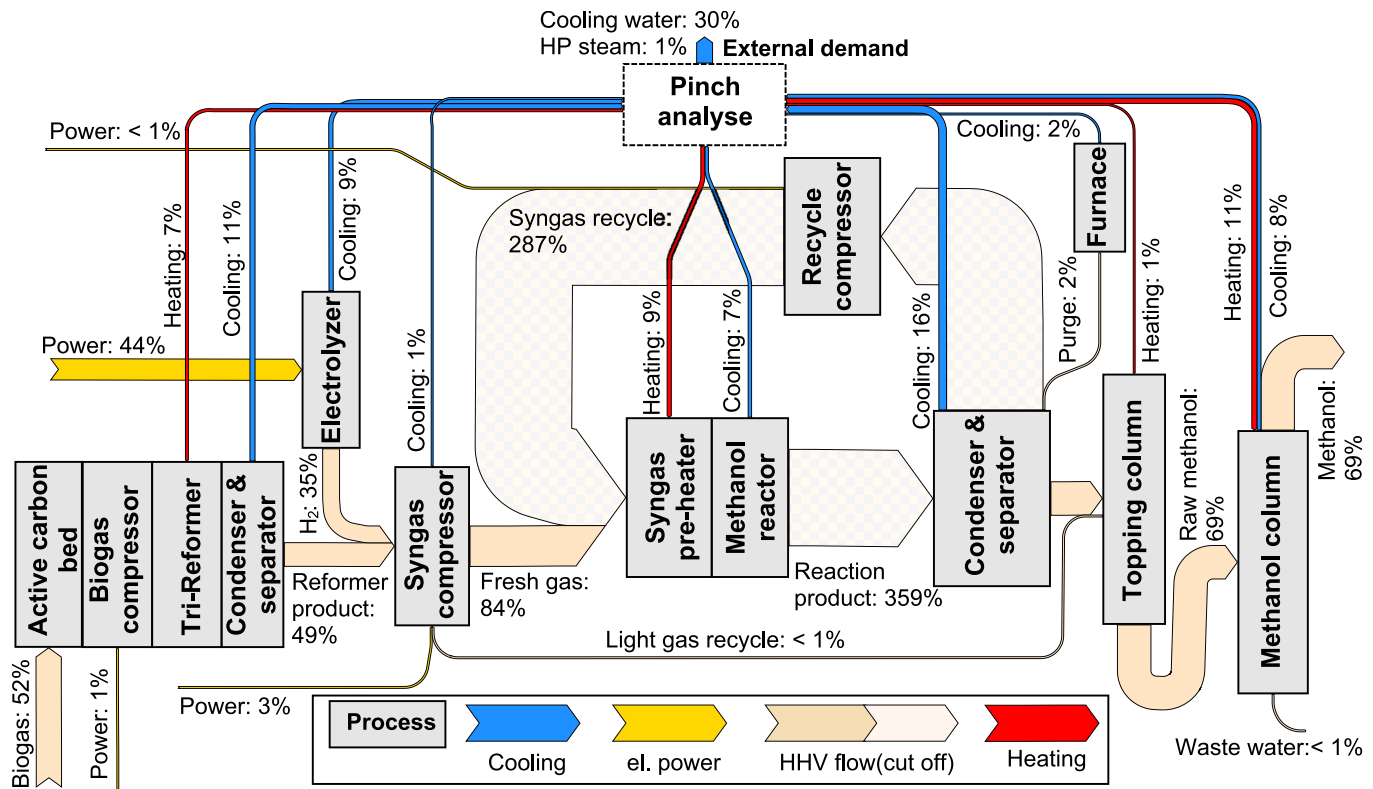 Cooling water: 30%
HP steam: 1%
External demand
Pinch
analyse
Power: < 1%
Cooling: 2%
Heating: 7%
Cooling: 11%
Cooling: 9%
Cooling: 1%
Syngas recycle:
287%
Recycle
compressor
Furnace
Purge: 2%
Heating: 1%
Heating: 11%
Cooling: 8%
Power: 44%
Electrolyzer
Heating: 9%
Cooling: 7%
Cooling: 16%
Methanol:
69%
Active carbon
bed
Biogas
compressor
Tri-Reformer
Condenser &
separator
H₂: 35%
Reformer
product:
49%
Syngas
compressor
Fresh gas:
84%
Syngas
pre-heater
Methanol
reactor
Reaction
product: 359%
Condenser &
separator
Topping column
Raw methanol:
69%
Methanol column
Light gas recycle: < 1%
Biogas: 52%
Power: 1%
Power: 3%
Waste water:< 1%
Process
Cooling
el. power
HHV flow(cut off)
Heating